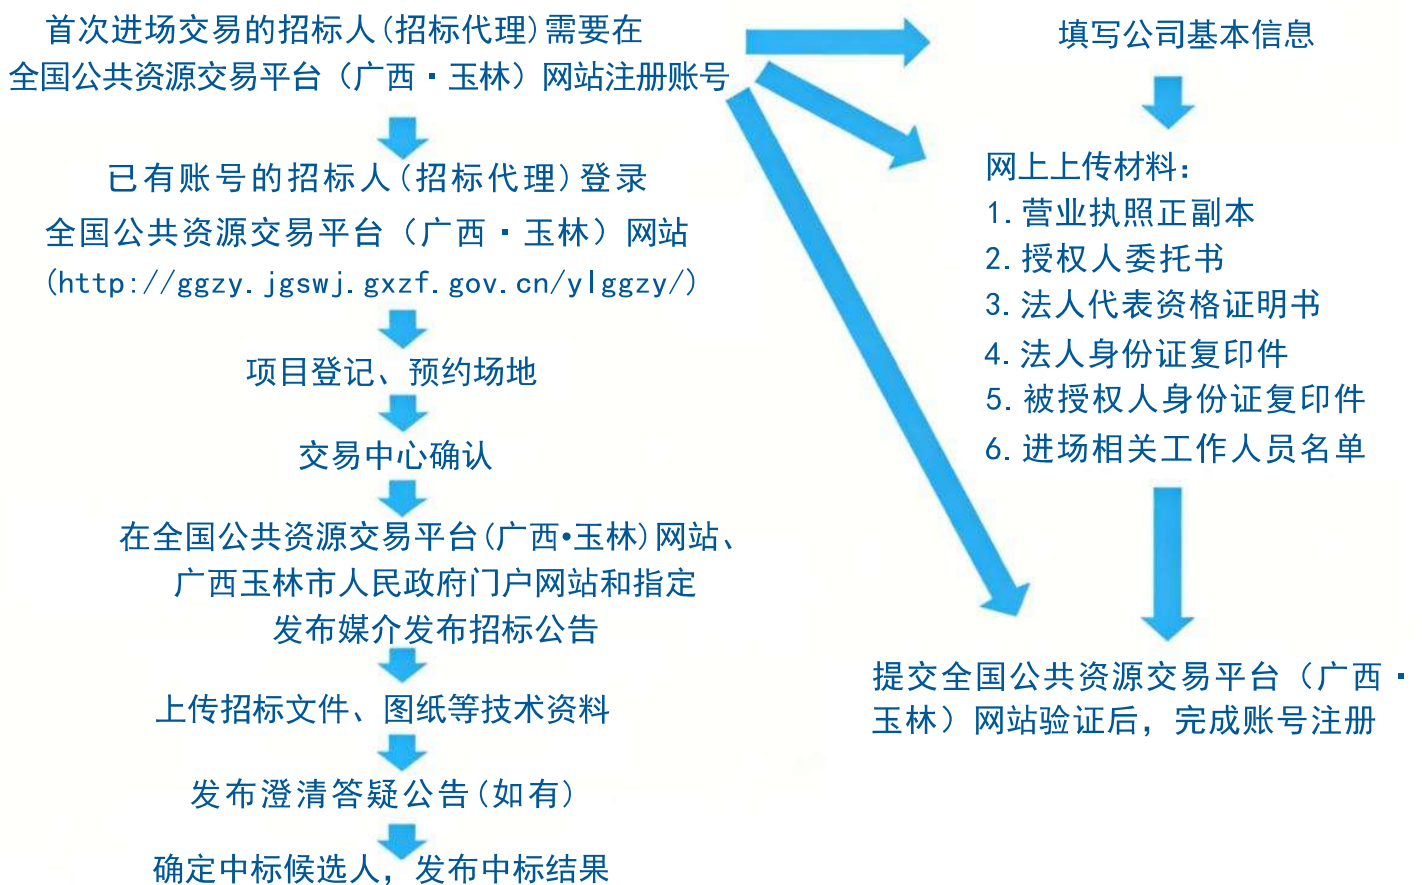 首次进场交易的招标人(招标代理)需要在
全国公共资源交易平台（广西·玉林）网站注册账号
已有账号的招标人(招标代理)登录
全国公共资源交易平台（广西·玉林）网站
(http://ggzy.jgswj.gxzf.gov.cn/ylggzy/)
项目登记、预约场地
交易中心确认
在全国公共资源交易平台(广西•玉林)网站、
广西玉林市人民政府门户网站和指定
发布媒介发布招标公告
上传招标文件、图纸等技术资料
发布澄清答疑公告(如有)
确定中标候选人，发布中标结果
填写公司基本信息
网上上传材料：
1.营业执照正副本
2.授权人委托书
3.法人代表资格证明书
4.法人身份证复印件
5.被授权人身份证复印件
6.进场相关工作人员名单
提交全国公共资源交易平台（广西·
玉林）网站验证后，完成账号注册